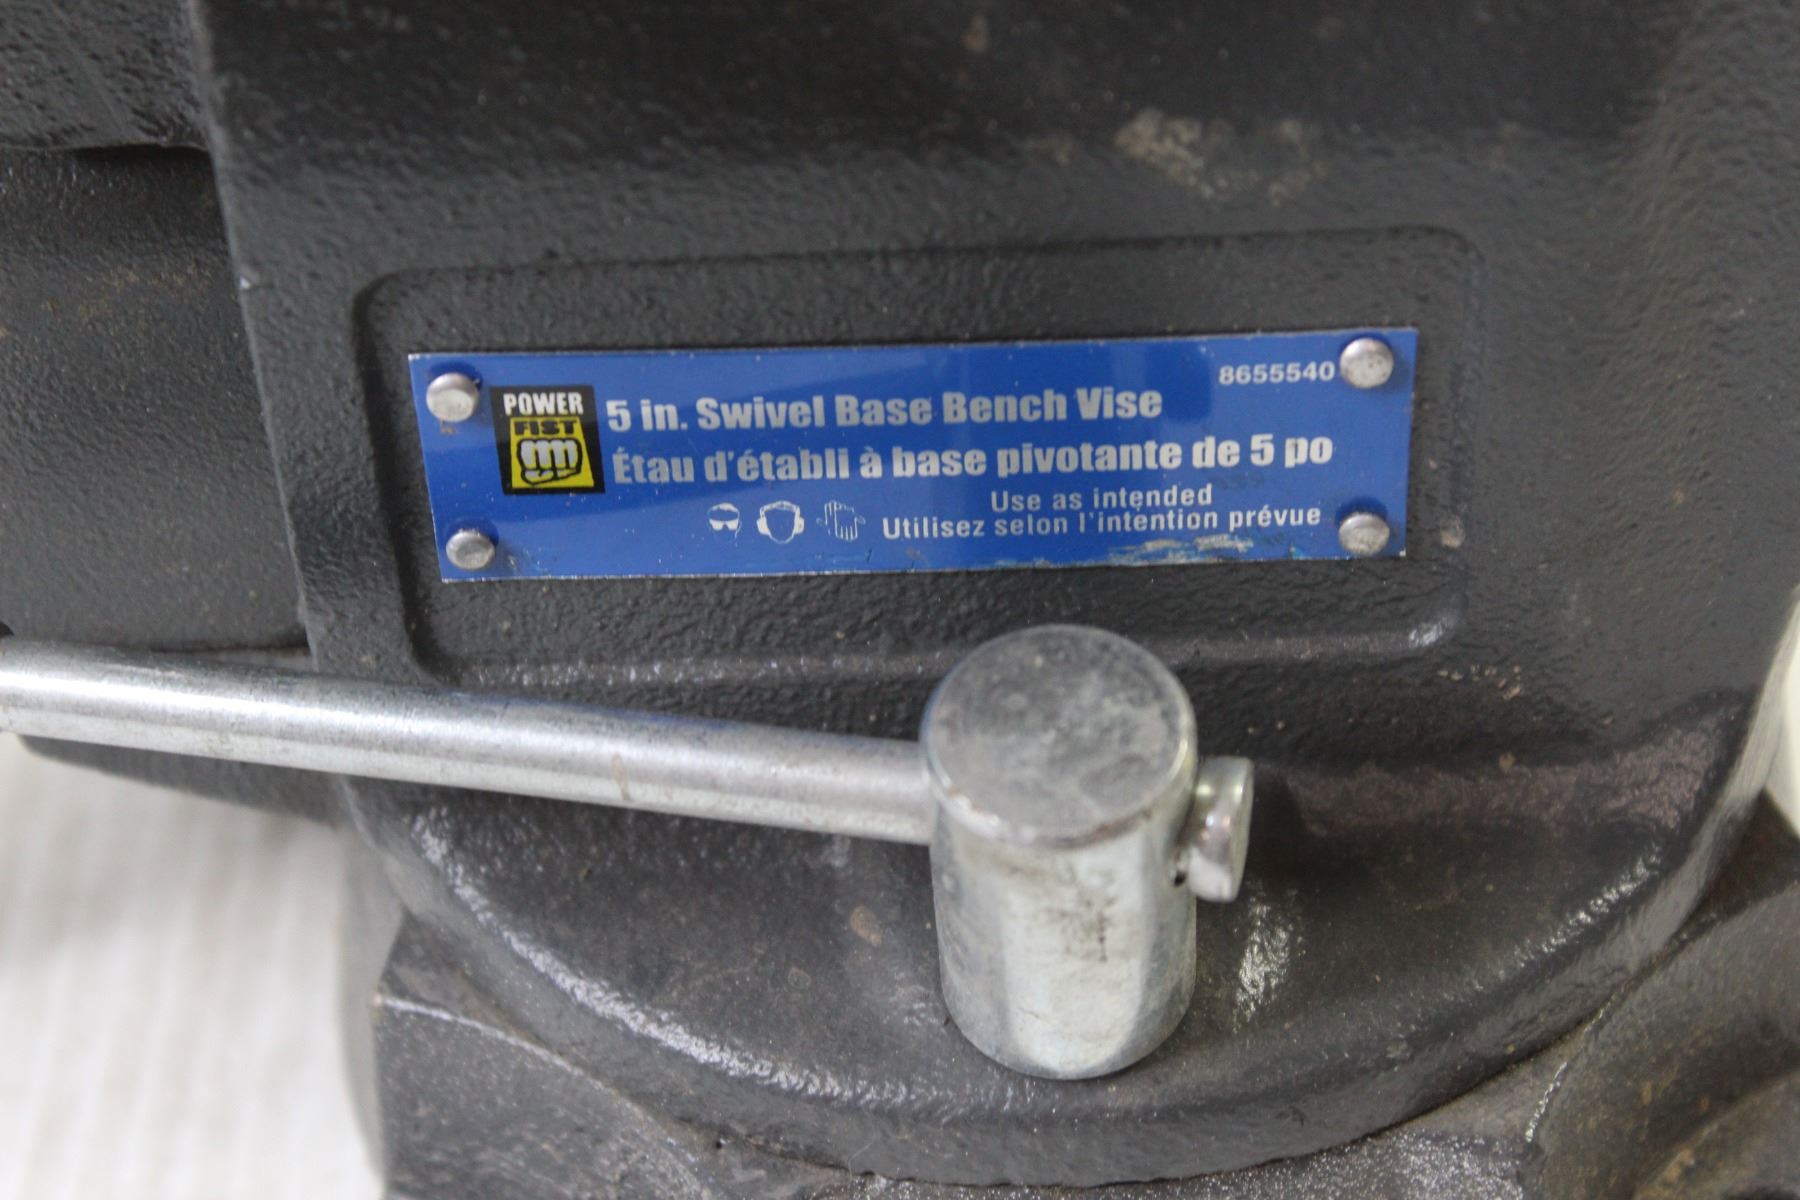 8655540
POWER
FIST
5 in. Swivel Base Bench Vise
Étau d'établi à base pivotante de 5 po
Use as intended
Utilisez selon l'intention prévue